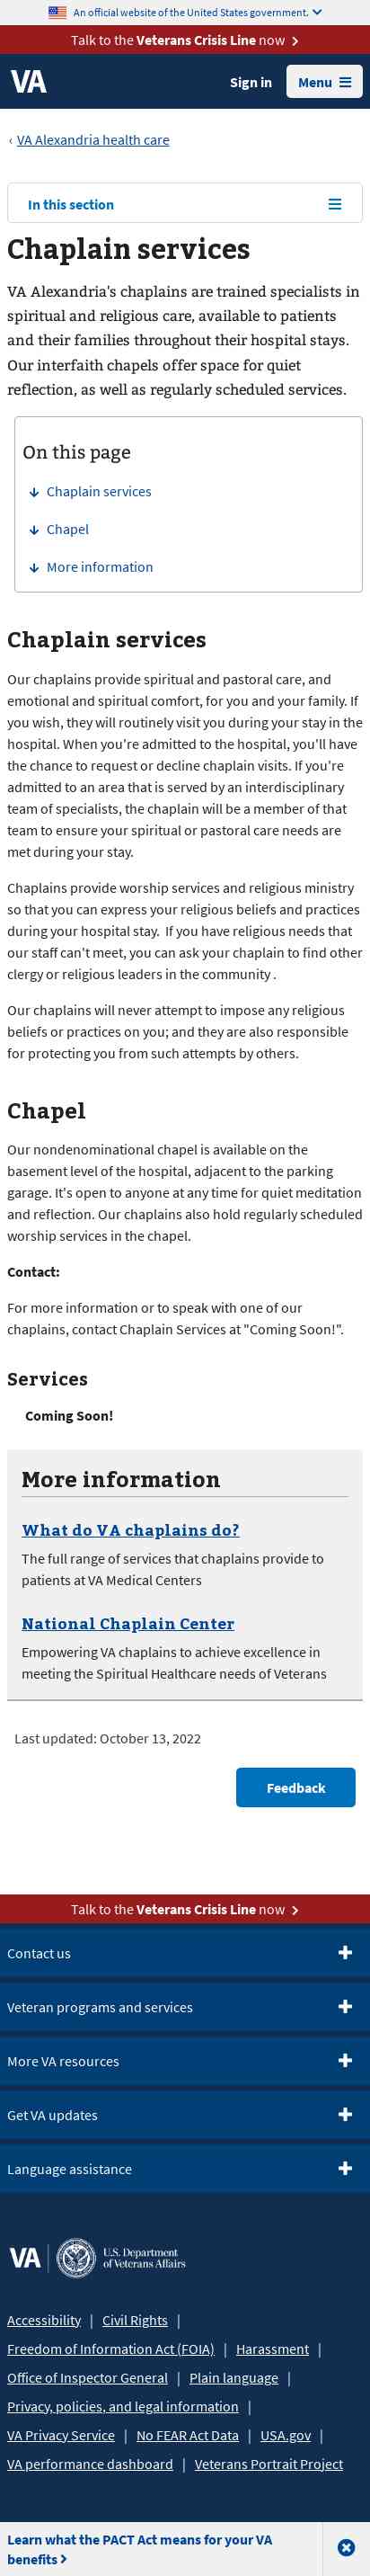 An official website of the United States government.
Talk to the Veterans Crisis Line now
VA
Sign in
Menu
‹ VA Alexandria health care
In this section
Chaplain services
VA Alexandria's chaplains are trained specialists in
spiritual and religious care, available to patients
and their families throughout their hospital stays.
Our interfaith chapels offer space for quiet
reflection, as well as regularly scheduled services.
On this page
Chaplain services
Chapel
More information
Chaplain services
Our chaplains provide spiritual and pastoral care, and
emotional and spiritual comfort, for you and your family. If
you wish, they will routinely visit you during your stay in the
hospital. When you're admitted to the hospital, you'll have
the chance to request or decline chaplain visits. If you're
admitted to an area that is served by an interdisciplinary
team of specialists, the chaplain will be a member of that
team to ensure your spiritual or pastoral care needs are
met during your stay.
Chaplains provide worship services and religious ministry
so that you can express your religious beliefs and practices
during your hospital stay.  If you have religious needs that
our staff can't meet, you can ask your chaplain to find other
clergy or religious leaders in the community .
Our chaplains will never attempt to impose any religious
beliefs or practices on you; and they are also responsible
for protecting you from such attempts by others.
Chapel
Our nondenominational chapel is available on the
basement level of the hospital, adjacent to the parking
garage. It's open to anyone at any time for quiet meditation
and reflection. Our chaplains also hold regularly scheduled
worship services in the chapel.
Contact:
For more information or to speak with one of our
chaplains, contact Chaplain Services at "Coming Soon!".
Services
Coming Soon!
More information
What do VA chaplains do?
The full range of services that chaplains provide to
patients at VA Medical Centers
National Chaplain Center
Empowering VA chaplains to achieve excellence in
meeting the Spiritual Healthcare needs of Veterans
Last updated: October 13, 2022
Feedback
Talk to the Veterans Crisis Line now
Contact us
Veteran programs and services
More VA resources
Get VA updates
Language assistance
VA
U.S. Department
of Veterans Affairs
Accessibility | Civil Rights |
Freedom of Information Act (FOIA) | Harassment |
Office of Inspector General | Plain language |
Privacy, policies, and legal information |
VA Privacy Service | No FEAR Act Data | USA.gov |
VA performance dashboard | Veterans Portrait Project
Learn what the PACT Act means for your VA
benefits